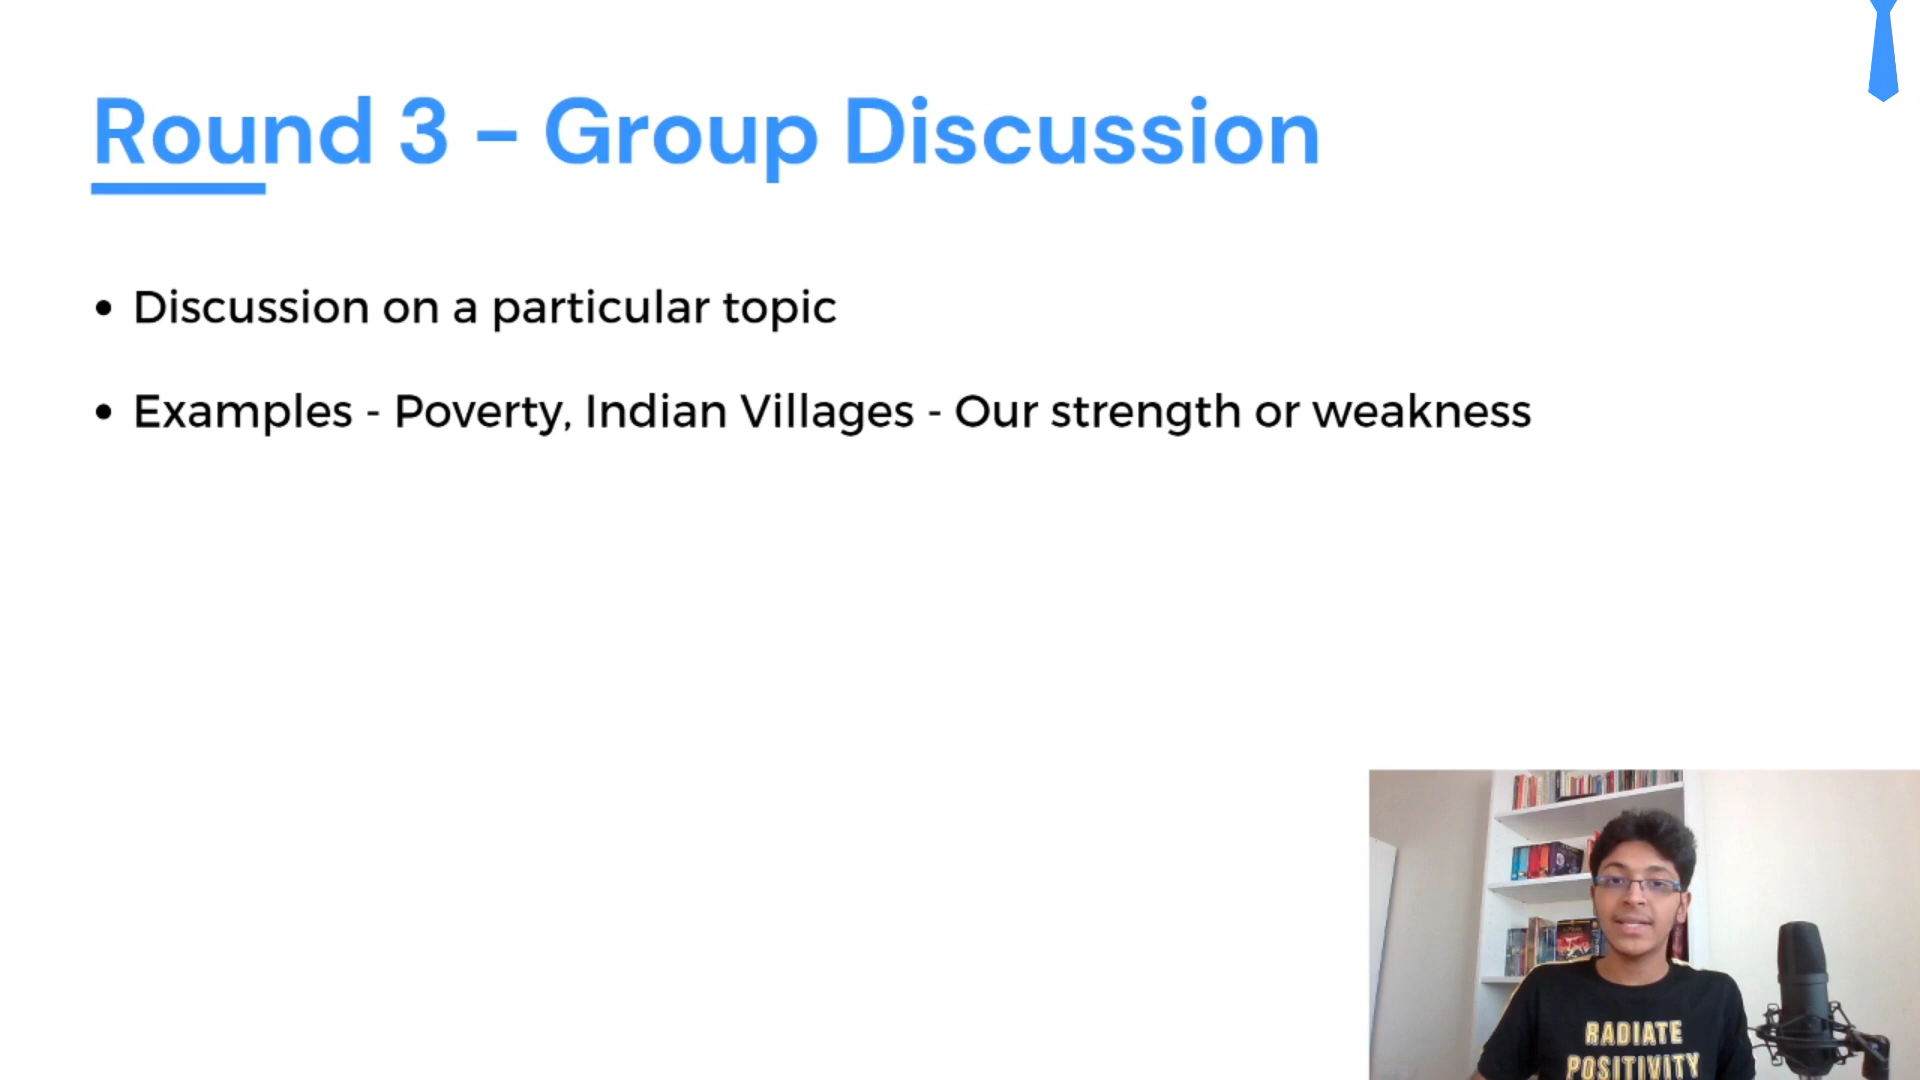 Round 3 - Group Discussion
• Discussion on a particular topic
• Examples - Poverty, Indian Villages - Our strength or weakness
RADIATE
POSITIVITY